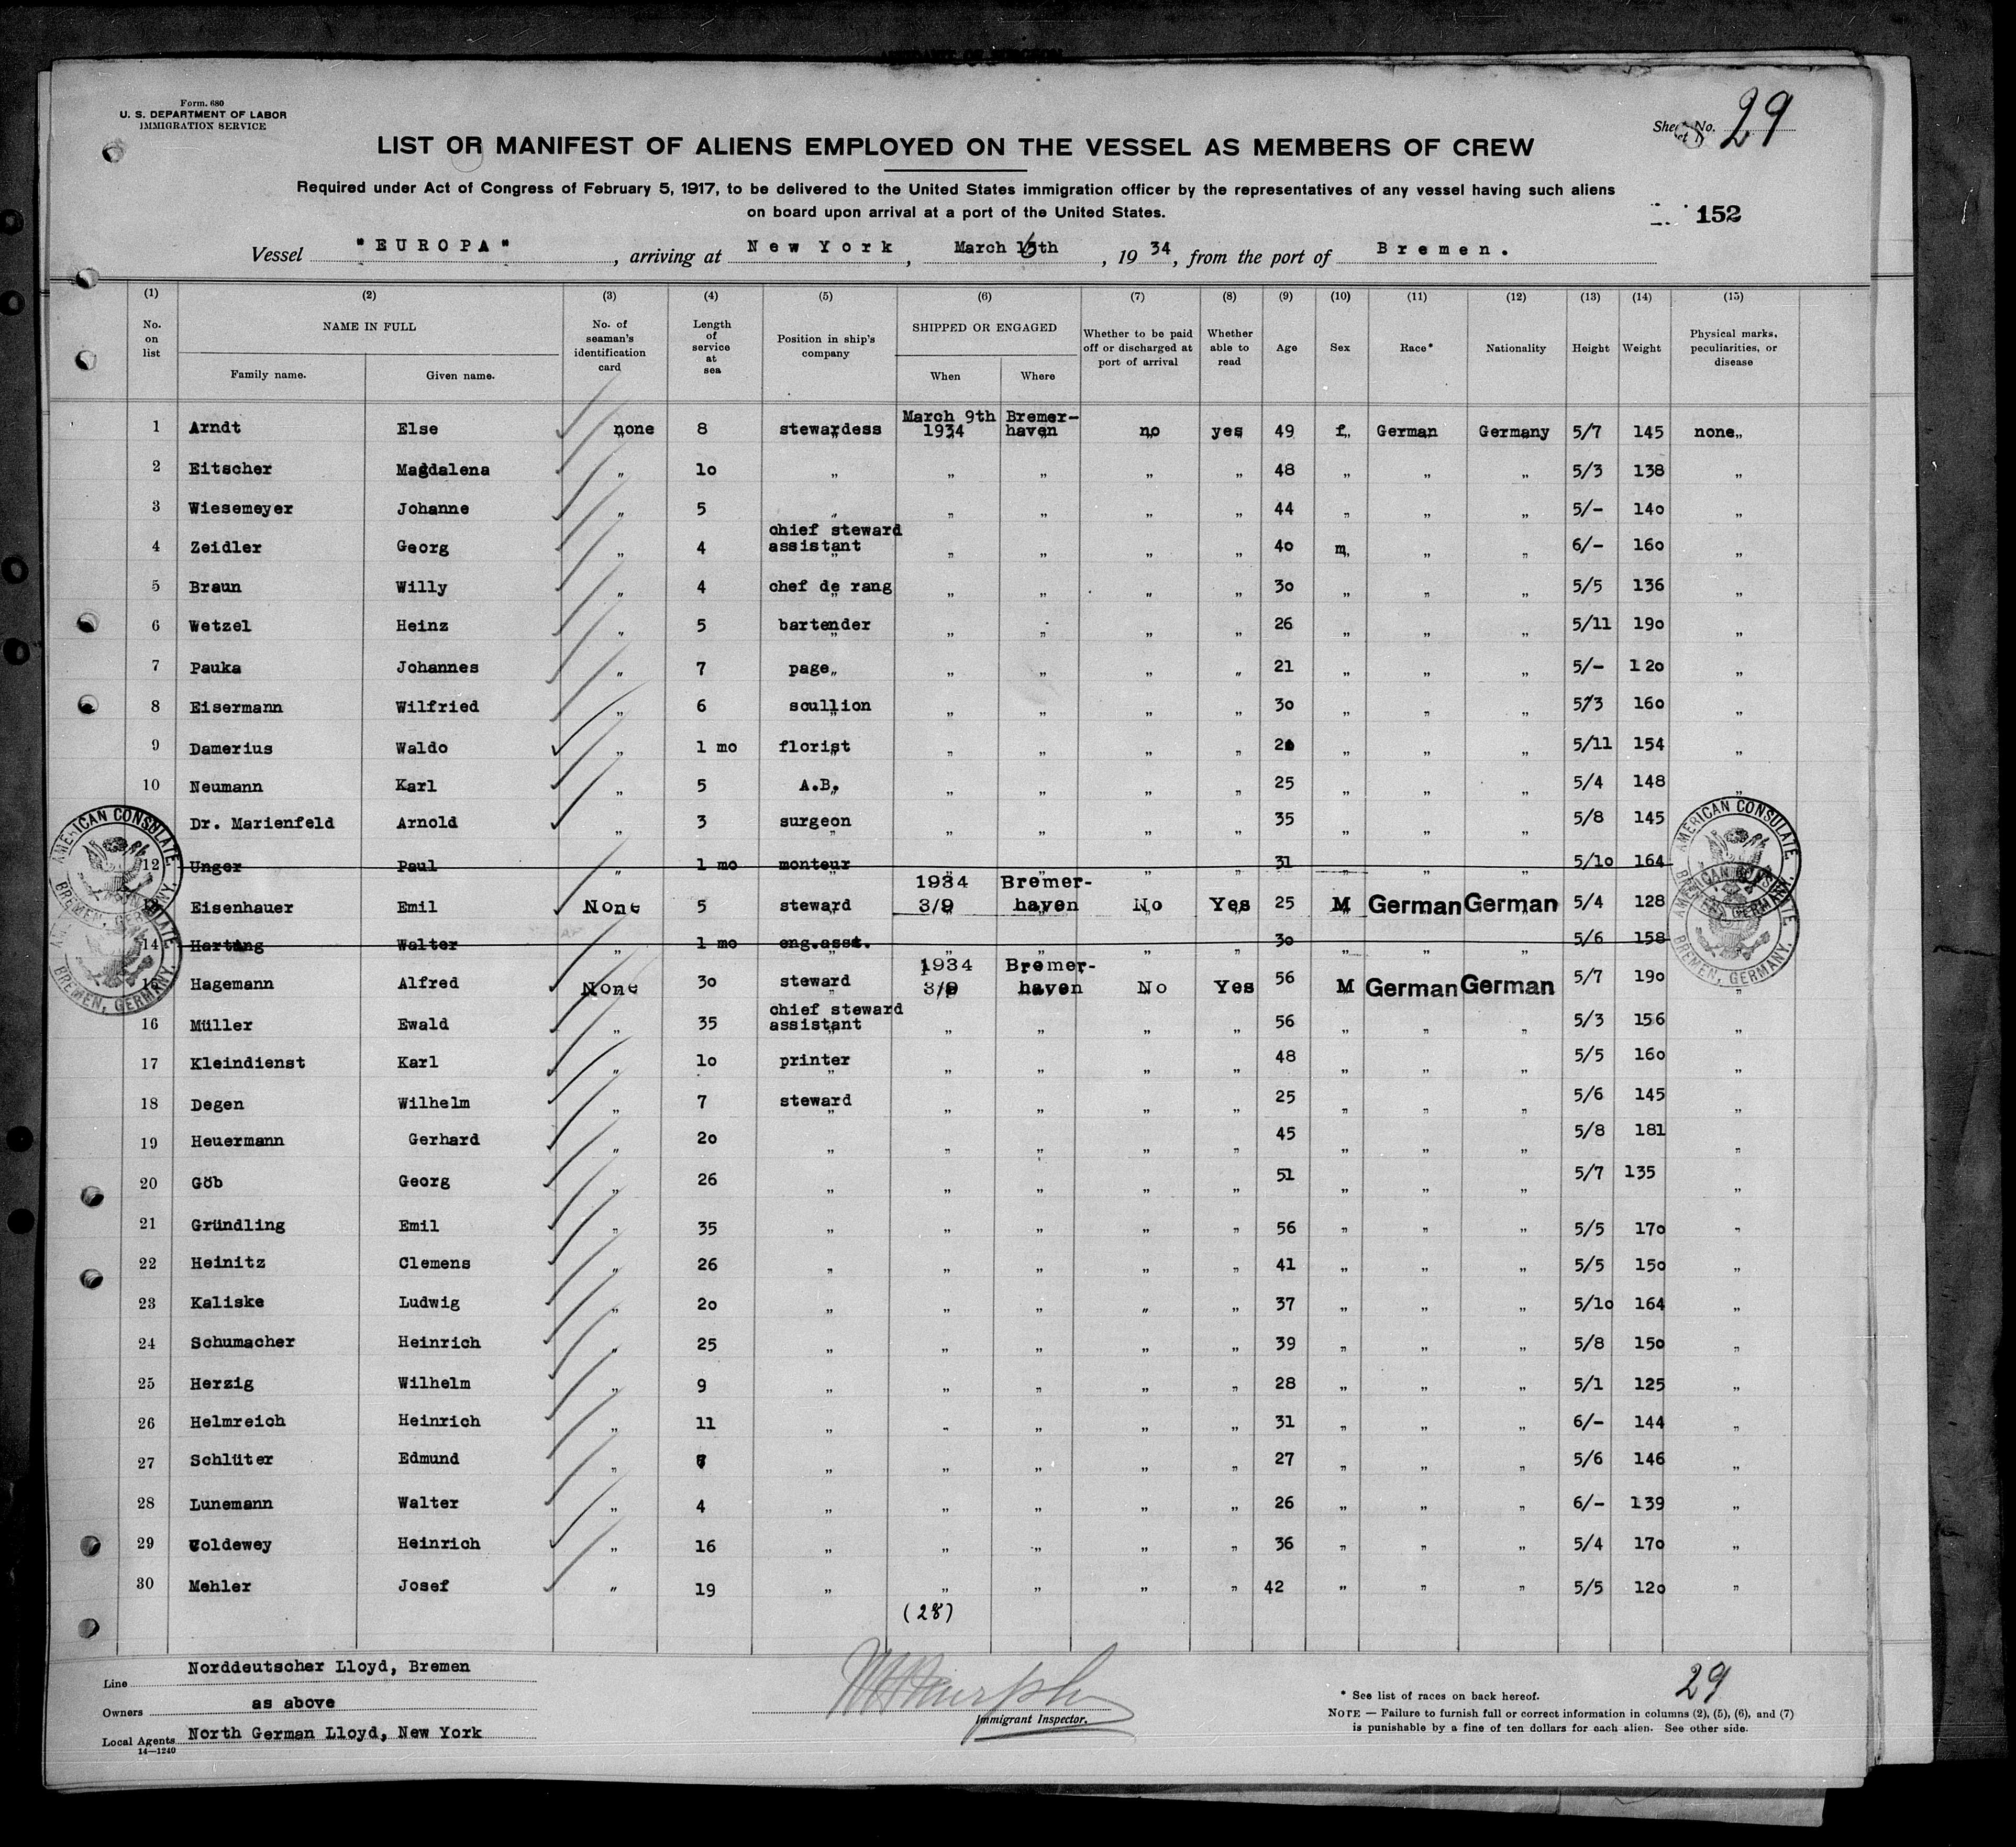 Form. 680
U. S. DEPARTMENT OF LABOR
IMMIGRATION SERVICE
Sheet No. 29
LIST OR MANIFEST OF ALIENS EMPLOYED ON THE VESSEL AS MEMBERS OF CREW
Required under Act of Congress of February 5, 1917, to be delivered to the United States immigration officer by the representatives of any vessel having such aliens
on board upon arrival at a port of the United States.
152
Vessel "EUROPA", arriving at New York, March 16th, 1934, from the port of Bremen.
(1) (2) (3) (4) (5) (6) (7) (8) (9) (10) (11) (12) (13) (14) (15)
No. on list NAME IN FULL Family name. Given name. No. of seaman's identification card Length of service at sea Position in ship's company SHIPPED OR ENGAGED When Where Whether to be paid off or discharged at port of arrival Whether able to read Age Sex Race* Nationality Height Weight Physical marks, peculiarities, or disease
1 Arndt Else none 8 stewardess March 9th 1934 Bremer-haven no yes 49 f German Germany 5/7 145 none
2 Eitscher Magdalena „ 10 „ „ „ „ „ 48 „ „ „ 5/3 138 „
3 Wiesemeyer Johanne „ 5 „ „ „ „ „ 44 „ „ „ 5/- 140 „
4 Zeidler Georg „ 4 chief steward assistant „ „ „ „ 40 m „ „ 6/- 160 „
5 Braun Willy „ 4 chef de rang „ „ „ „ 30 „ „ „ 5/5 136 „
6 Wetzel Heinz „ 5 bartender „ „ „ „ 26 „ „ „ 5/11 190 „
7 Pauka Johannes „ 7 page „ „ „ „ 21 „ „ „ 5/- 120 „
8 Eisermann Wilfried „ 6 scullion „ „ „ „ 30 „ „ „ 5/3 160 „
9 Damerius Waldo „ 1 mo florist „ „ „ „ „ „ „ 5/11 154 „
10 Neumann Karl „ 5 A.B. „ „ „ „ 25 „ „ „ 5/4 148 „
Dr. Marienfeld Arnold „ 3 surgeon „ „ „ „ 35 „ „ „ 5/8 145
12 Unger Paul „ 1 mo monteur „ „ „ „ 31 „ „ „ 5/10 164
Eisenhauer Emil None 5 steward 1934 3/9 Bremer-haven No Yes 25 M German German 5/4 128
14 Hartung Walter „ 1 mo eng.asst. „ „ „ „ 30 „ „ „ 5/6 158
Hagemann Alfred None 30 steward 1934 3/9 Bremer-haven No Yes 56 M German German 5/7 190 „
16 Müller Ewald „ 35 chief steward assistant „ „ „ „ 56 „ „ „ 5/3 156 „
17 Kleindienst Karl „ 10 printer „ „ „ „ 48 „ „ „ 5/5 160 „
18 Degen Wilhelm „ 7 steward „ „ „ „ 25 „ „ „ 5/6 145 „
19 Heuermann Gerhard „ 20 „ „ „ „ „ 45 „ „ „ 5/8 181 „
20 Göb Georg „ 26 „ „ „ „ „ 51 „ „ „ 5/7 135 „
21 Gründling Emil „ 35 „ „ „ „ „ 56 „ „ „ 5/5 170 „
22 Heinitz Clemens „ 26 „ „ „ „ „ 41 „ „ „ 5/5 150 „
23 Kaliske Ludwig „ 20 „ „ „ „ „ 37 „ „ „ 5/10 164 „
24 Schumacher Heinrich „ 25 „ „ „ „ „ 39 „ „ „ 5/8 150 „
25 Herzig Wilhelm „ 9 „ „ „ „ „ 28 „ „ „ 5/1 125 „
26 Helmreich Heinrich „ 11 „ „ „ „ „ 31 „ „ „ 6/- 144 „
27 Schlüter Edmund „ „ „ „ „ „ 27 „ „ „ 5/6 146 „
28 Lunemann Walter „ 4 „ „ „ „ „ 26 „ „ „ 6/- 139 „
29 Coldewey Heinrich „ 16 „ „ „ „ „ 36 „ „ „ 5/4 170 „
30 Mehler Josef „ 19 „ „ „ „ „ 42 „ „ „ 5/5 120 „
(28)
AMERICAN CONSULATE BREMEN, GERMANY.
AMERICAN CONSULATE BREMEN, GERMANY.
AMERICAN CONSULATE BREMEN, GERMANY.
AMERICAN CONSULATE BREMEN, GERMANY.
Line Norddeutscher Lloyd, Bremen
Owners as above
Local Agents North German Lloyd, New York
14—1240
Immigrant Inspector.
29
* See list of races on back hereof.
NOTE — Failure to furnish full or correct information in columns (2), (5), (6), and (7)
is punishable by a fine of ten dollars for each alien. See other side.